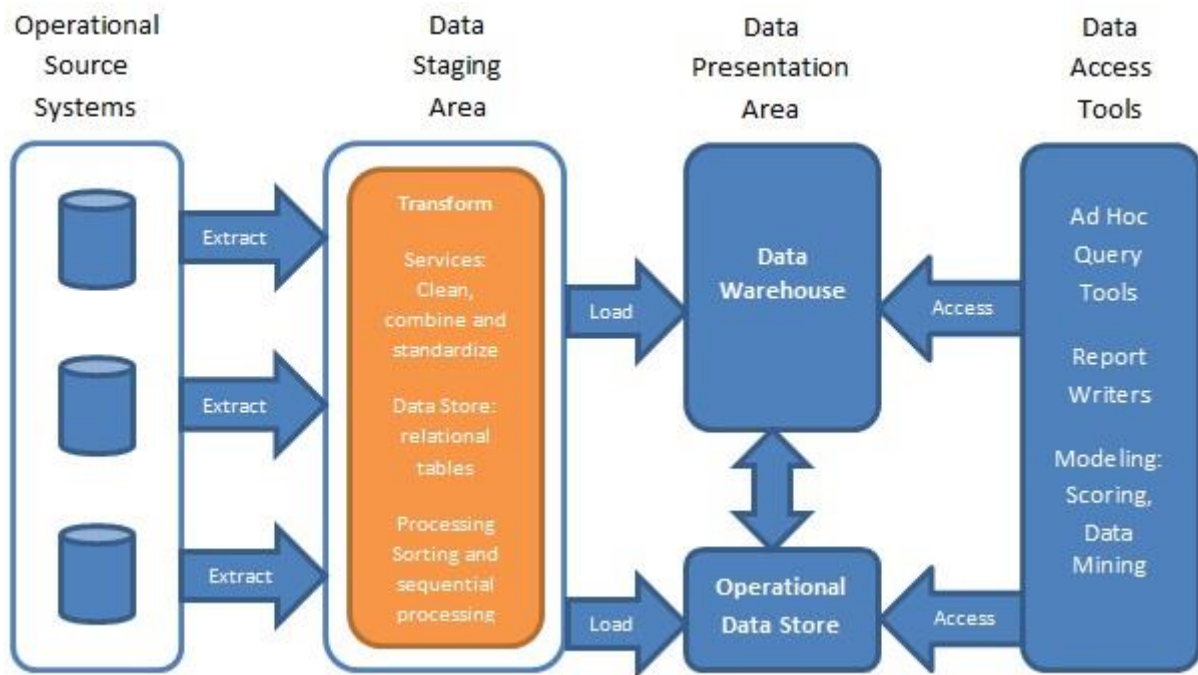 Operational
Source
Systems
Data
Staging
Area
Data
Presentation
Area
Data
Access
Tools
Extract
Extract
Extract
Transform
Services:
Clean,
combine and
standardize
Data Store:
relational
tables
Processing
Sorting and
sequential
processing
Load
Load
Data
Warehouse
Operational
Data Store
Access
Access
Ad Hoc
Query
Tools
Report
Writers
Modeling:
Scoring,
Data
Mining